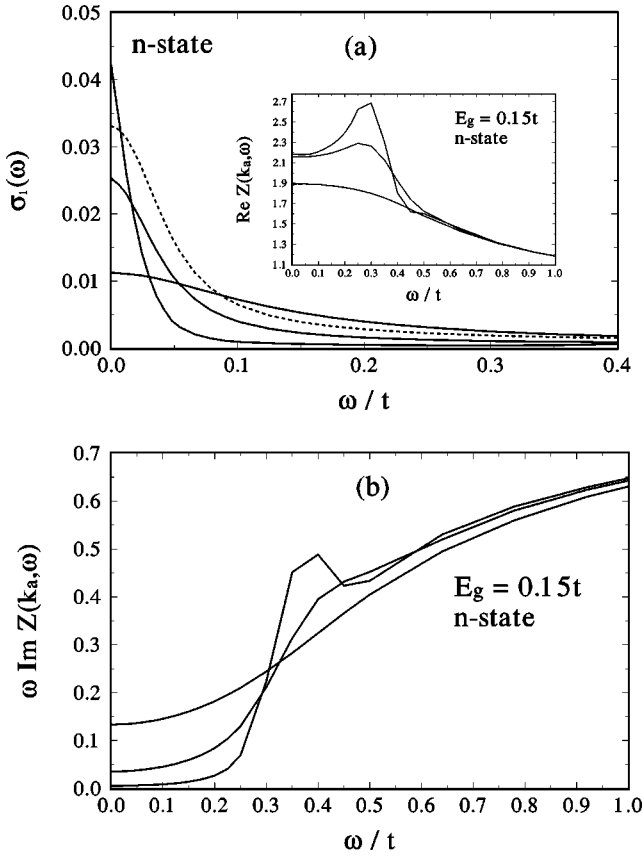 n-state
(a)
0.05
0.04
0.03
0.02
0.01
0.00
σ₁(ω)
0.0 0.1 0.2 0.3 0.4
ω / t
2.7
2.5
2.3
2.1
1.9
1.7
1.5
1.3
1.1
Re Z(kₐ,ω)
E_g = 0.15t
n-state
0.0 0.1 0.2 0.3 0.4 0.5 0.6 0.7 0.8 0.9 1.0
ω / t
(b)
0.7
0.6
0.5
0.4
0.3
0.2
0.1
0.0
ω Im Z(kₐ,ω)
E_g = 0.15t
n-state
0.0 0.1 0.2 0.3 0.4 0.5 0.6 0.7 0.8 0.9 1.0
ω / t